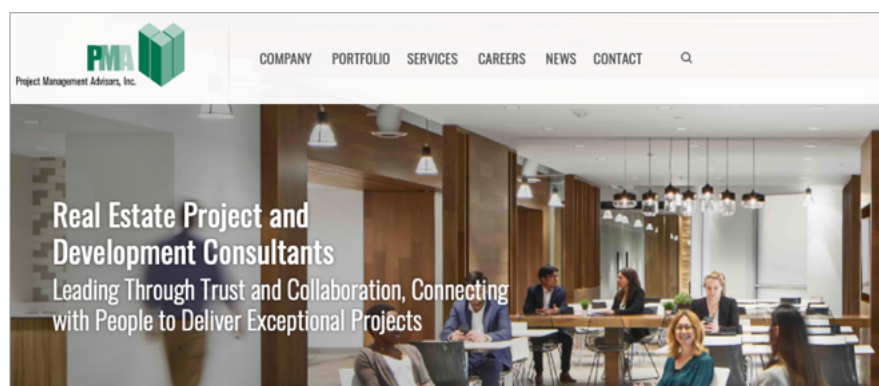 PMA
Project Management Advisors, Inc.
COMPANY PORTFOLIO SERVICES CAREERS NEWS CONTACT
Real Estate Project and
Development Consultants
Leading Through Trust and Collaboration, Connecting
with People to Deliver Exceptional Projects